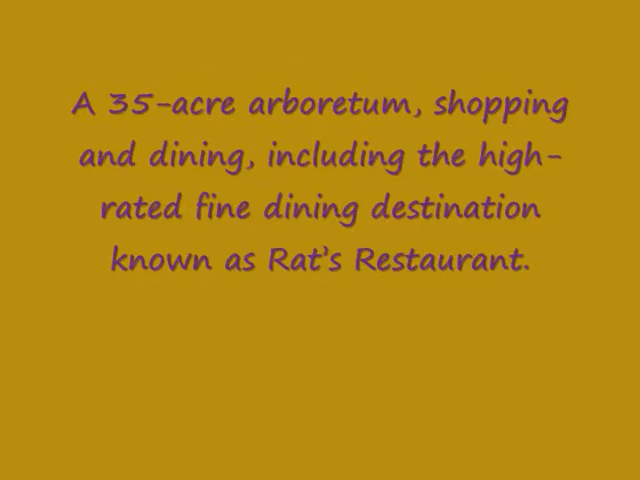 A 35-acre arboretum, shopping
and dining, including the high-
rated fine dining destination
known as Rat's Restaurant.